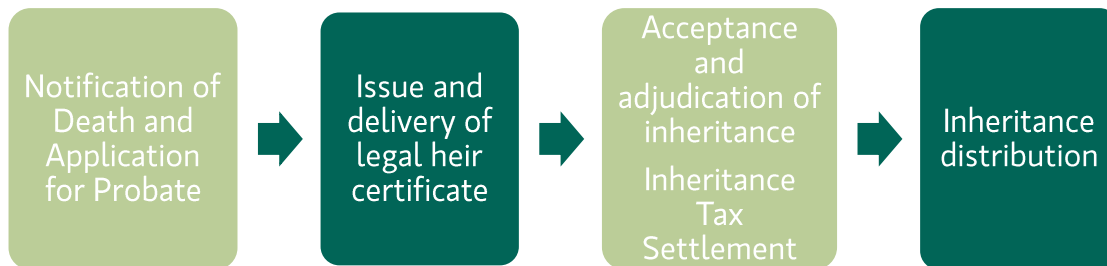 Notification of
Death and
Application
for Probate
Issue and
delivery of
legal heir
certificate
Acceptance
and
adjudication of
inheritance
Inheritance
Tax
Settlement
Inheritance
distribution